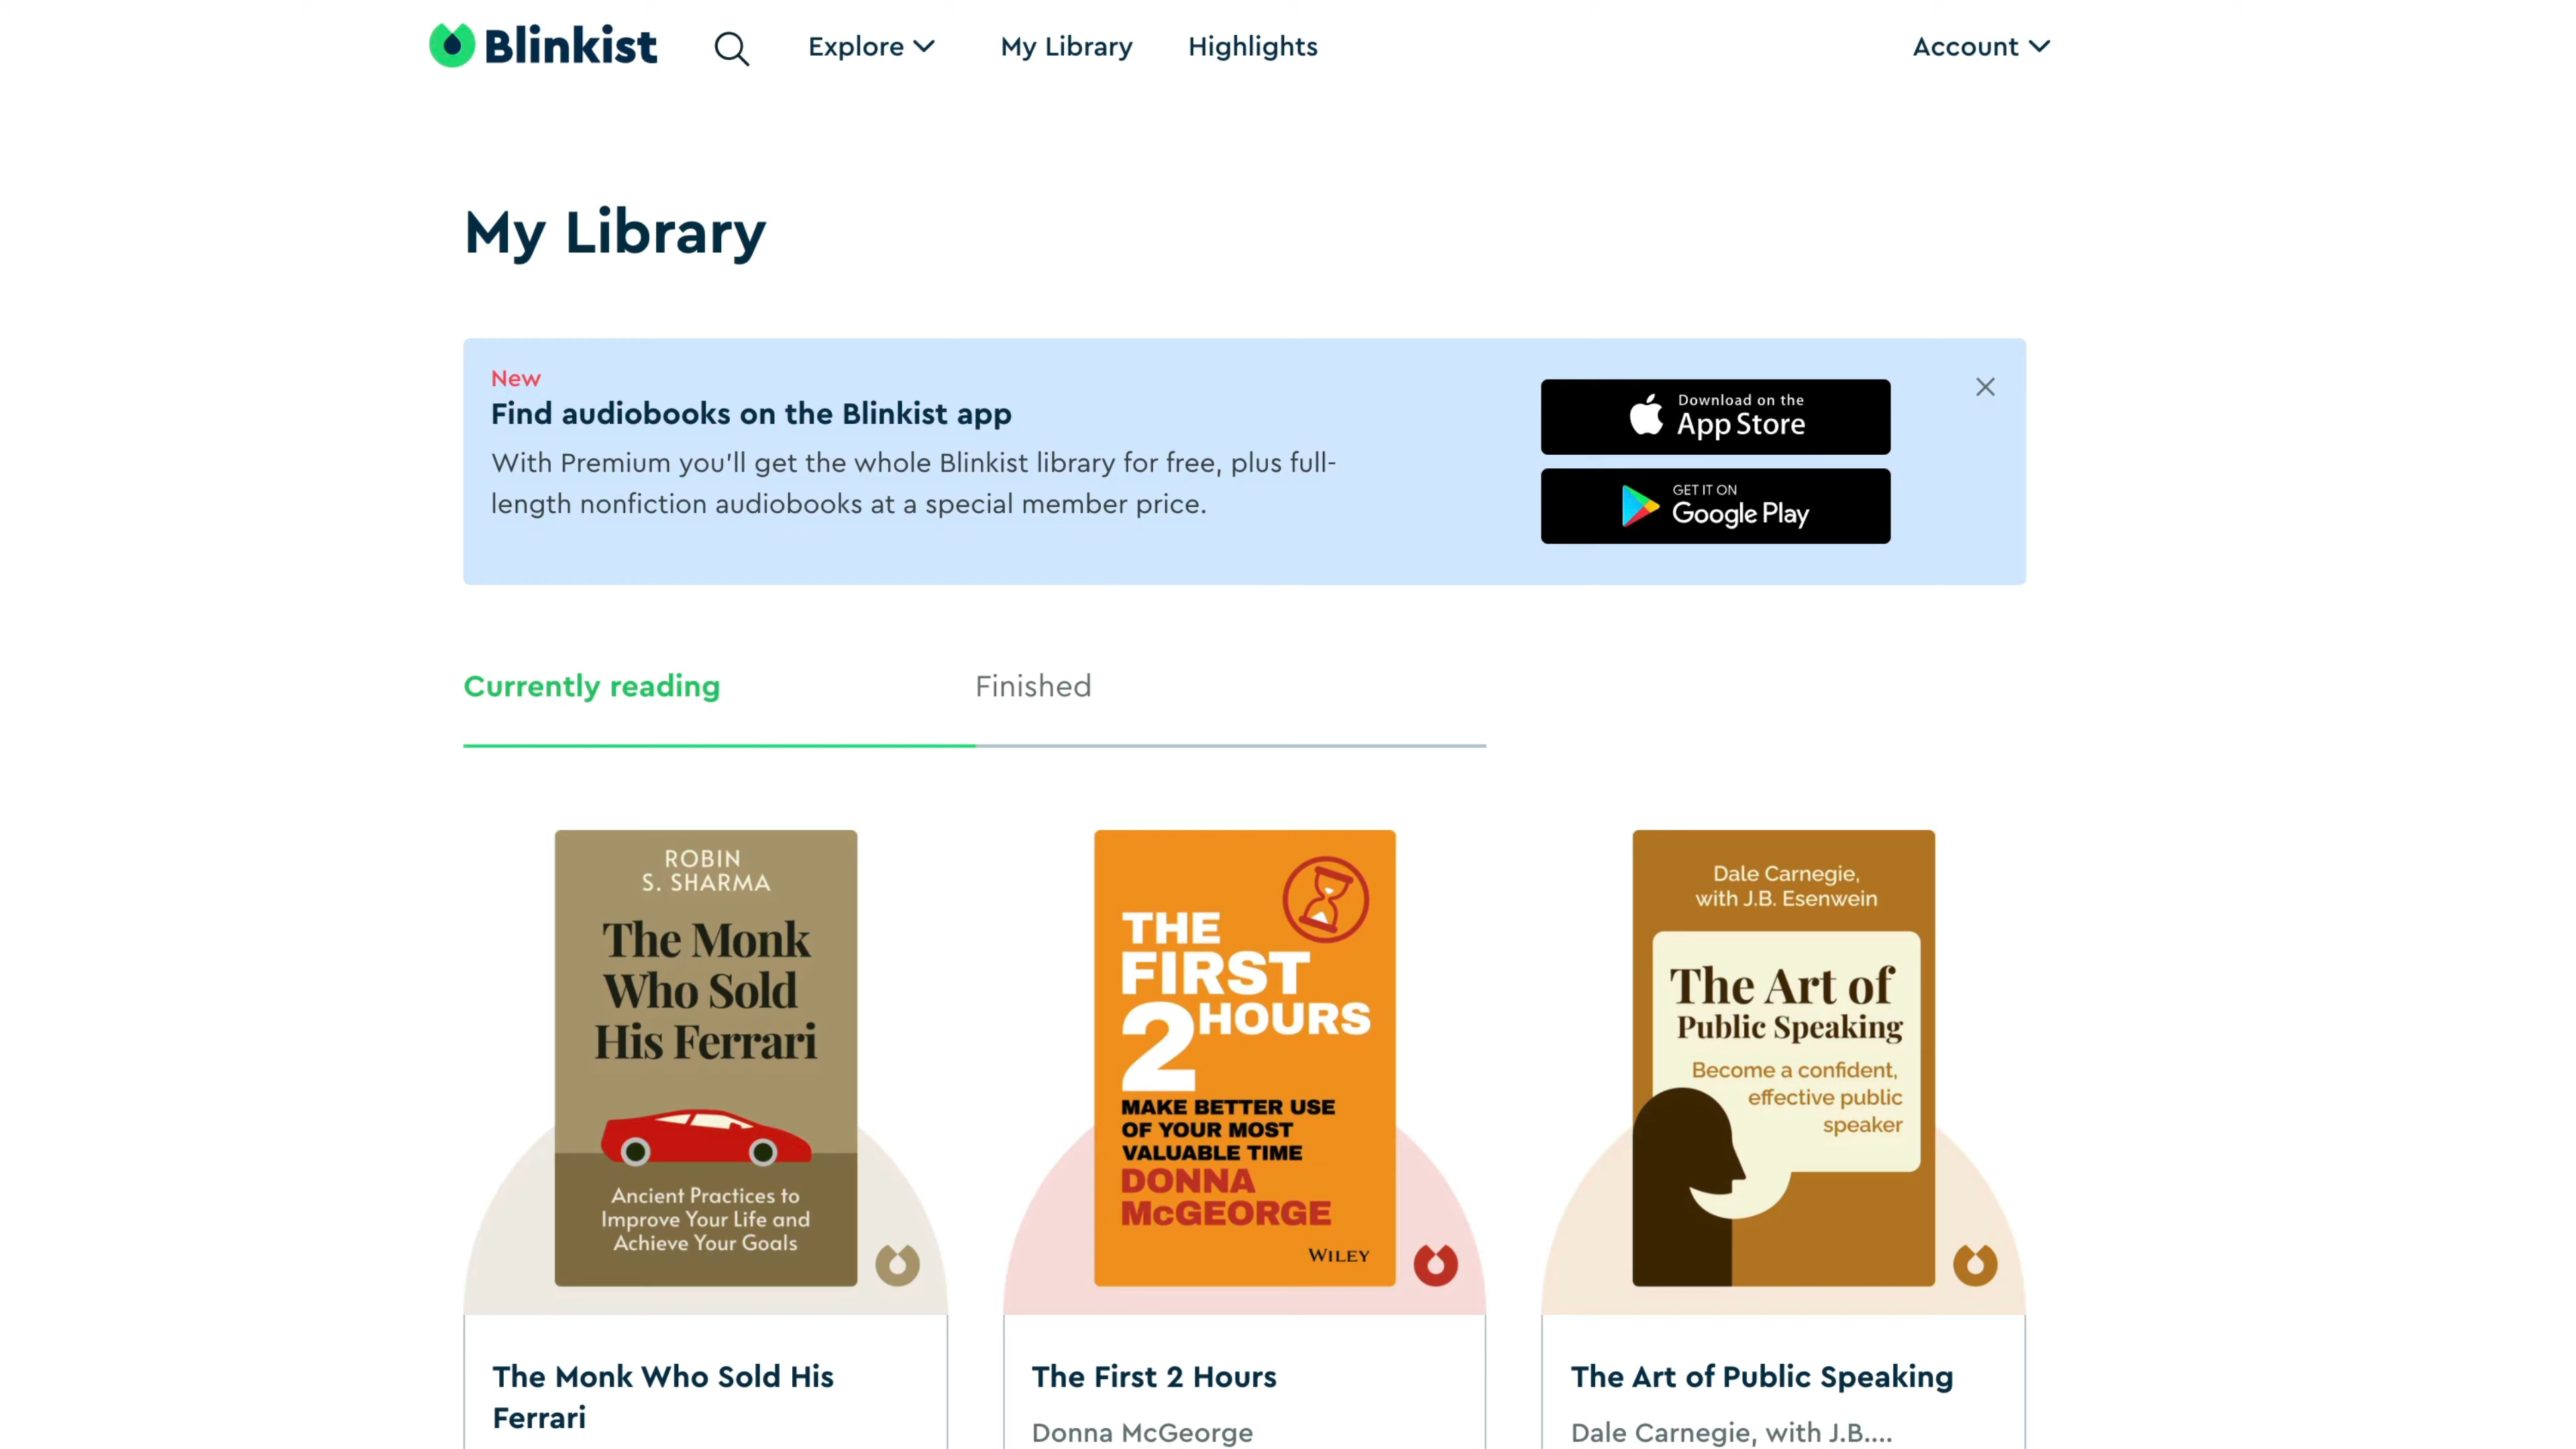 Blinkist
Explore
My Library
Highlights
Account
My Library
New
Find audiobooks on the Blinkist app
With Premium you'll get the whole Blinkist library for free, plus full-
length nonfiction audiobooks at a special member price.
Download on the
App Store
GET IT ON
Google Play
Currently reading
Finished
ROBIN
S. SHARMA
The Monk
Who Sold
His Ferrari
Ancient Practices to
Improve Your Life and
Achieve Your Goals
THE
FIRST
2 HOURS
MAKE BETTER USE
OF YOUR MOST
VALUABLE TIME
DONNA
McGEORGE
WILEY
Dale Carnegie,
with J.B. Esenwein
The Art of
Public Speaking
Become a confident,
effective public
speaker
The Monk Who Sold His
Ferrari
The First 2 Hours
Donna McGeorge
The Art of Public Speaking
Dale Carnegie, with J.B....